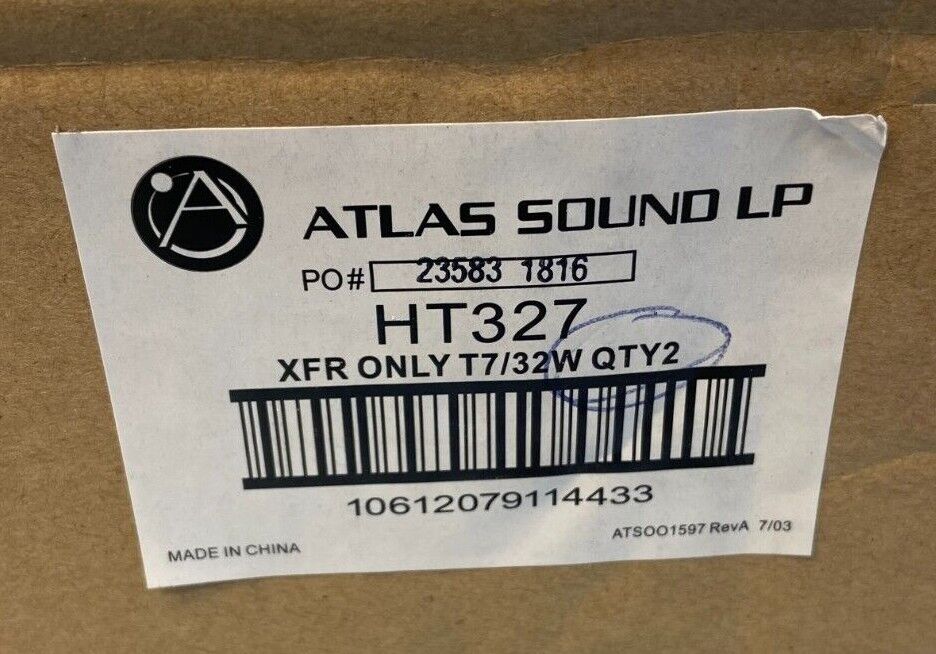 ATLAS SOUND LP
PO# 23583 1816
HT327
XFR ONLY T7/32W QTY2
10612079114433
ATSOO1597 RevA 7/03
MADE IN CHINA